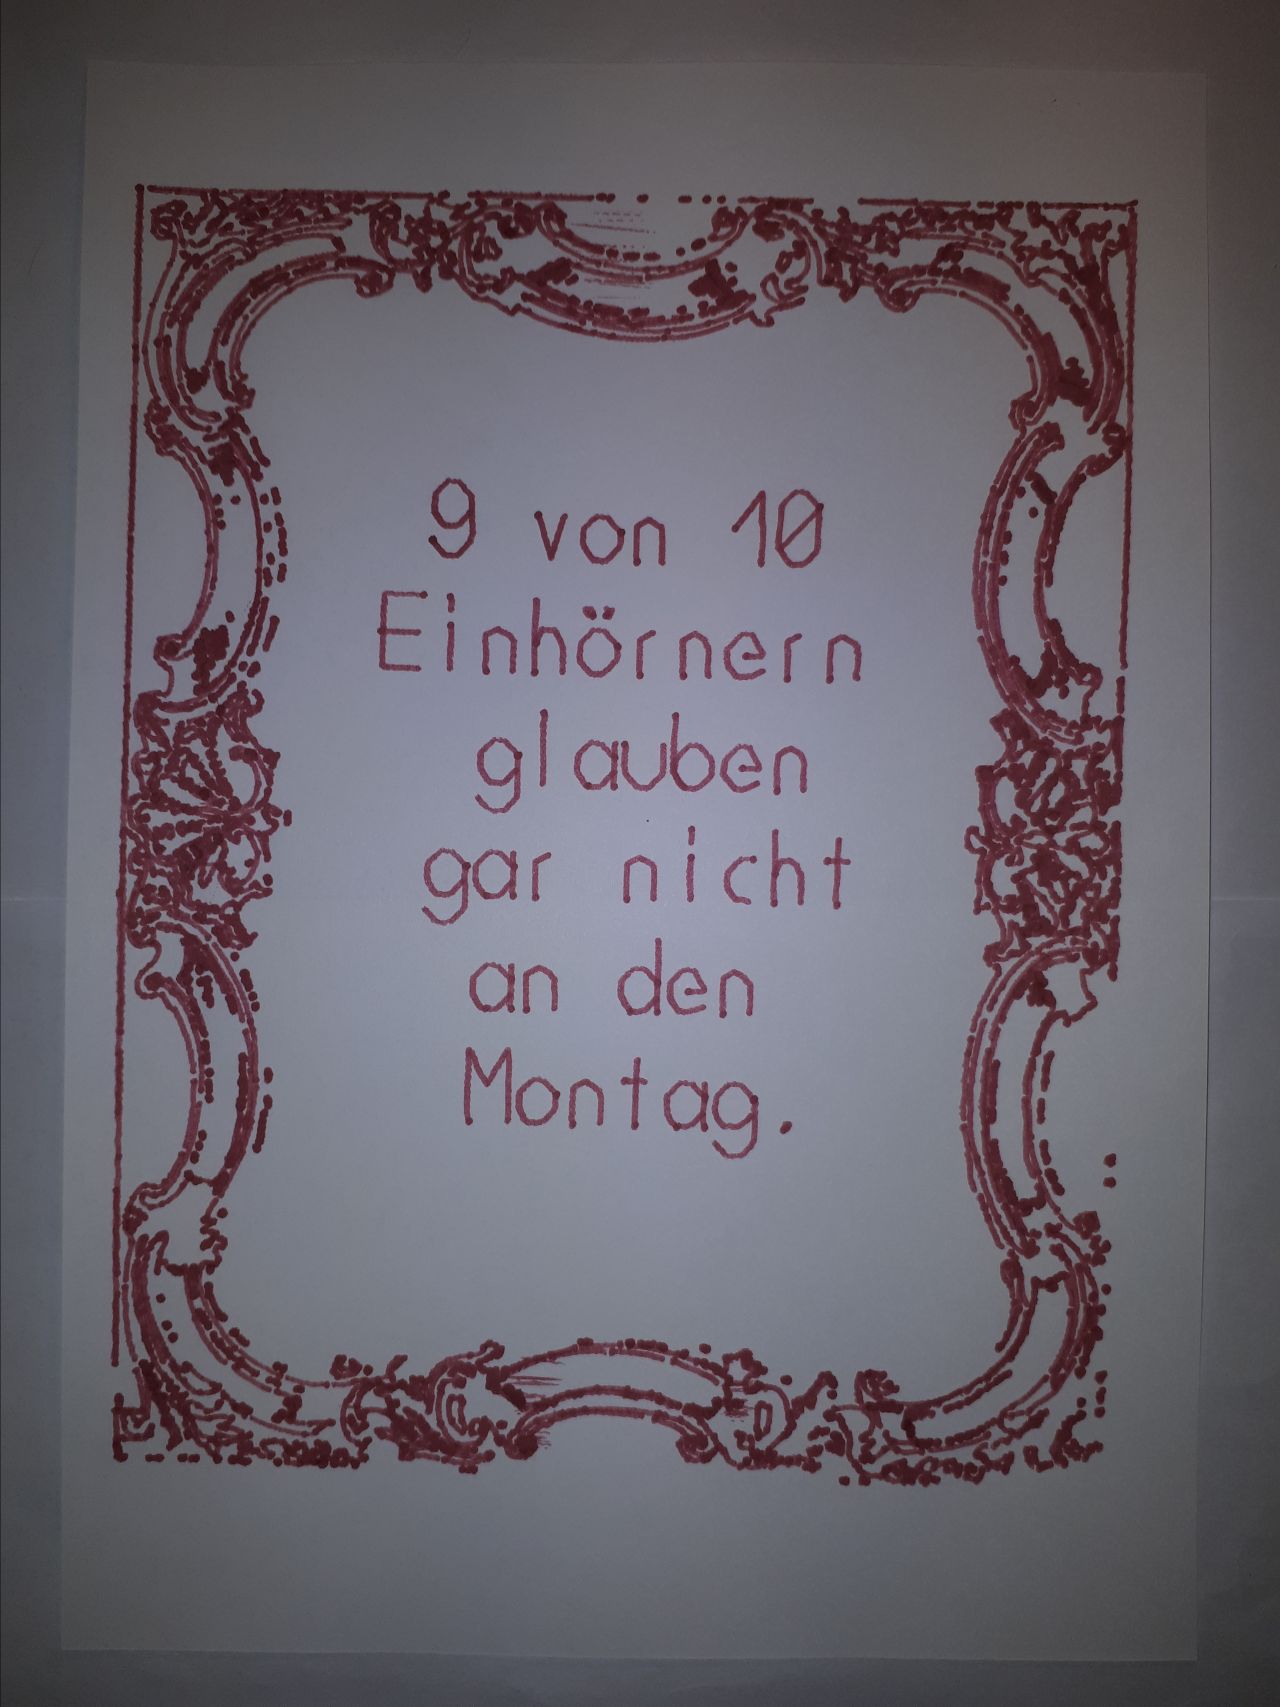 9 von 10
Einhörnern
glauben
gar nicht
an den
Montag.